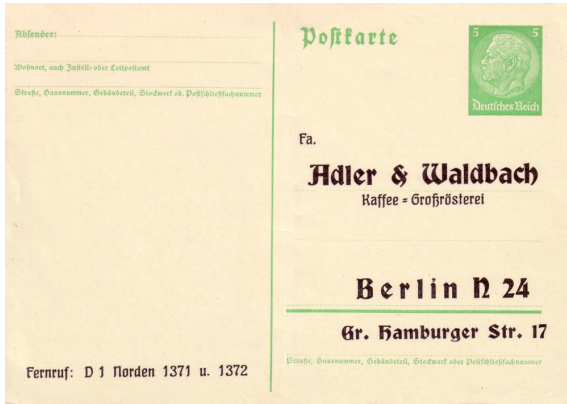 Absender:
Wohnort, auch Zustell- oder Leitpostamt
Straße, Hausnummer, Gebäudeteil, Stockwerk od. Postschließfachnummer
Postkarte
5 5
Deutsches Reich
Fa.
Adler & Waldbach
Kaffee = Großrösterei
Berlin N 24
Gr. Hamburger Str. 17
Straße, Hausnummer, Gebäudeteil, Stockwerk oder Postschließfachnummer
Fernruf: D 1 Norden 1371 u. 1372